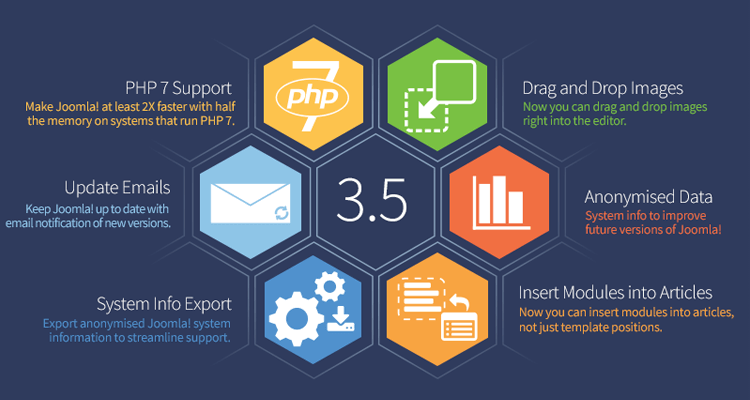 PHP 7 Support
Make Joomla! at least 2X faster with half
the memory on systems that run PHP 7.
7
php
Drag and Drop Images
Now you can drag and drop images
right into the editor.
Update Emails
Keep Joomla! up to date with
email notification of new versions.
3.5
Anonymised Data
System info to improve
future versions of Joomla!
System Info Export
Export anonymised Joomla! system
information to streamline support.
Insert Modules into Articles
Now you can insert modules into articles,
not just template positions.